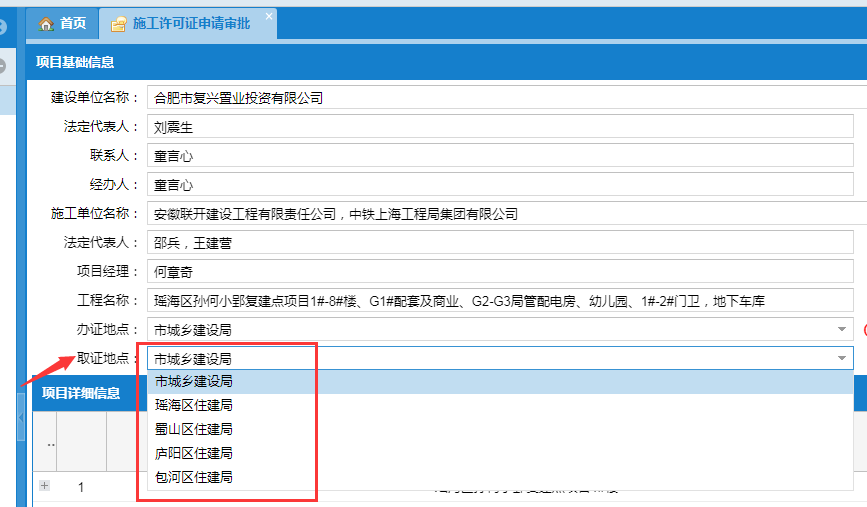 首页
施工许可证申请审批
项目基础信息
建设单位名称： 合肥市复兴置业投资有限公司
法定代表人： 刘震生
联系人： 童言心
经办人： 童言心
施工单位名称： 安徽联开建设工程有限责任公司，中铁上海工程局集团有限公司
法定代表人： 邵兵，王建营
项目经理： 何章奇
工程名称： 瑶海区孙何小郢复建点项目1#-8#楼、G1#配套及商业、G2-G3局管配电房、幼儿园、1#-2#门卫，地下车库
办证地点： 市城乡建设局
取证地点： 市城乡建设局
市城乡建设局
项目详细信息
瑶海区住建局
蜀山区住建局
庐阳区住建局
包河区住建局
..
1